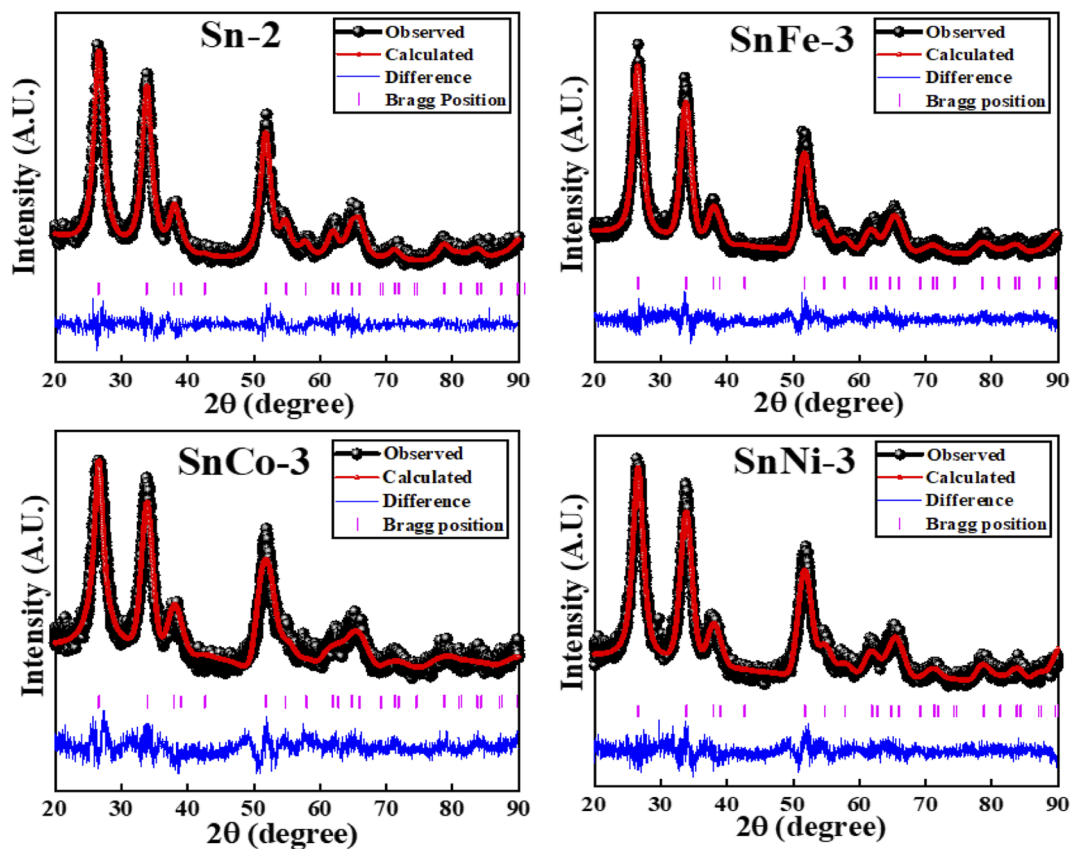 Sn-2
Observed
Calculated
Difference
Bragg Position
Intensity (A.U.)
20 30 40 50 60 70 80 90
2θ (degree)
SnFe-3
Observed
Calculated
Difference
Bragg position
Intensity (A.U.)
20 30 40 50 60 70 80 90
2θ (degree)
SnCo-3
Observed
Calculated
Difference
Bragg position
Intensity (A.U.)
20 30 40 50 60 70 80 90
2θ (degree)
SnNi-3
Observed
Calculated
Difference
Bragg position
Intensity (A.U.)
20 30 40 50 60 70 80 90
2θ (degree)